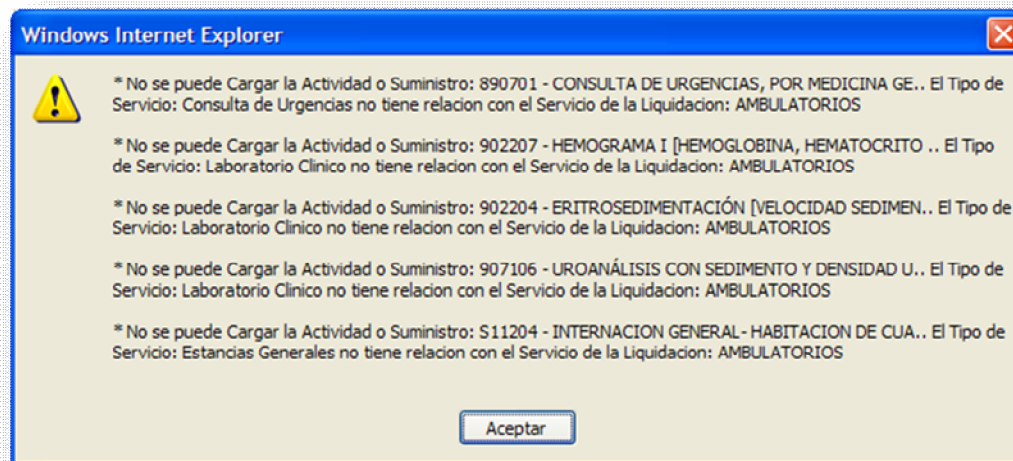 Windows Internet Explorer
* No se puede Cargar la Actividad o Suministro: 890701 - CONSULTA DE URGENCIAS, POR MEDICINA GE.. El Tipo de
Servicio: Consulta de Urgencias no tiene relacion con el Servicio de la Liquidacion: AMBULATORIOS
* No se puede Cargar la Actividad o Suministro: 902207 - HEMOGRAMA I [HEMOGLOBINA, HEMATOCRITO .. El Tipo
de Servicio: Laboratorio Clinico no tiene relacion con el Servicio de la Liquidacion: AMBULATORIOS
* No se puede Cargar la Actividad o Suministro: 902204 - ERITROSEDIMENTACIÓN [VELOCIDAD SEDIMEN.. El Tipo de
Servicio: Laboratorio Clinico no tiene relacion con el Servicio de la Liquidacion: AMBULATORIOS
* No se puede Cargar la Actividad o Suministro: 907106 - UROANÁLISIS CON SEDIMENTO Y DENSIDAD U.. El Tipo de
Servicio: Laboratorio Clinico no tiene relacion con el Servicio de la Liquidacion: AMBULATORIOS
* No se puede Cargar la Actividad o Suministro: S11204 - INTERNACION GENERAL- HABITACION DE CUA.. El Tipo de
Servicio: Estancias Generales no tiene relacion con el Servicio de la Liquidacion: AMBULATORIOS
Aceptar